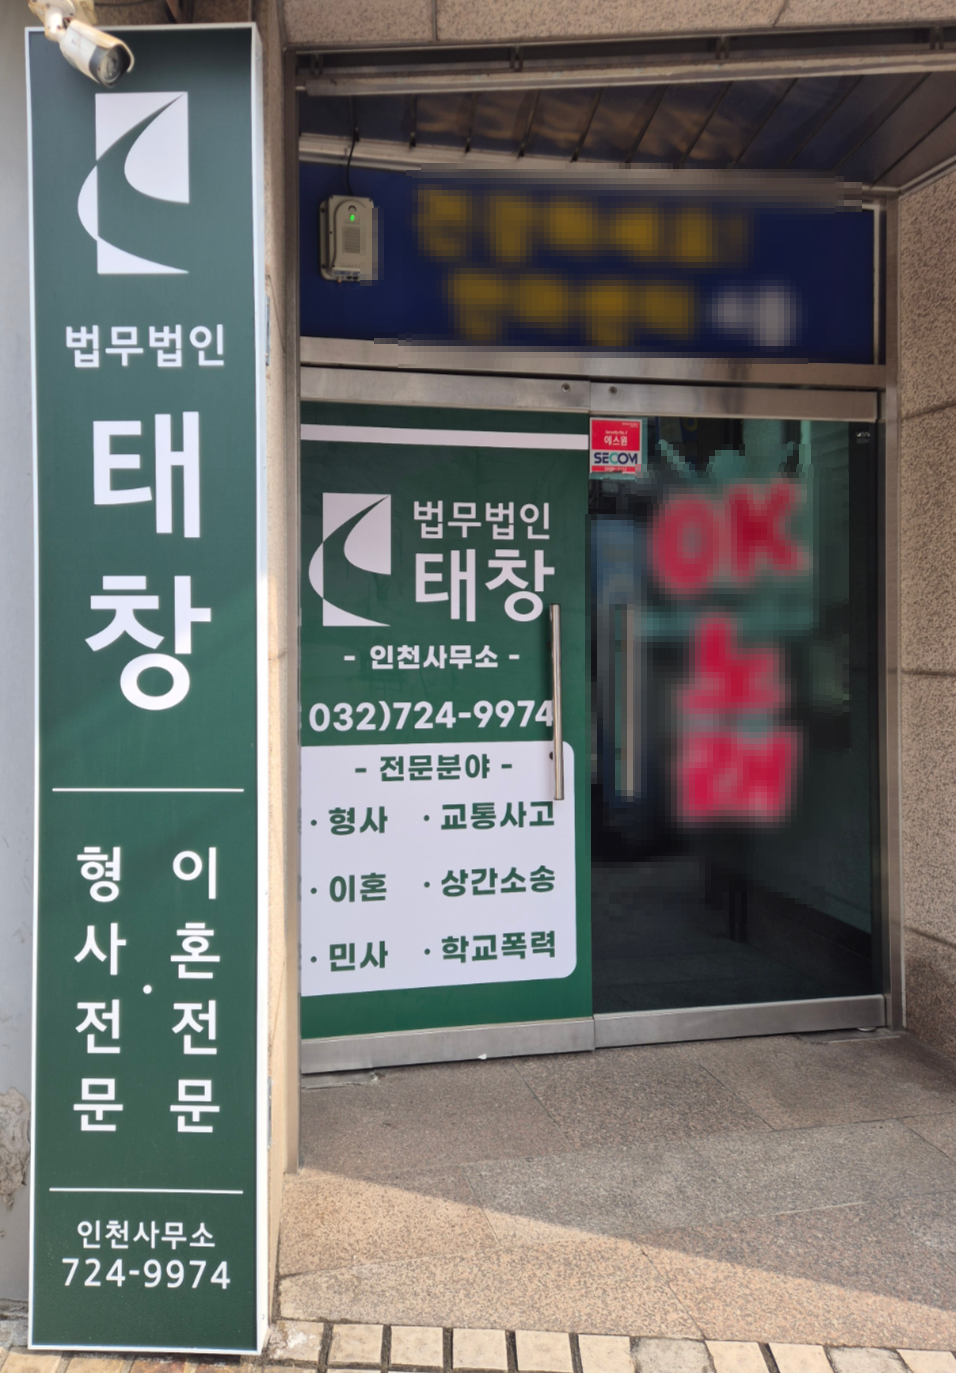 법무법인
태
창
형사전문 · 이혼전문
인천사무소
724-9974
에스원
SECOM
법무법인
태창
- 인천사무소 -
032)724-9974
- 전문분야 -
· 형사 · 교통사고
· 이혼 · 상간소송
· 민사 · 학교폭력
OK
노래